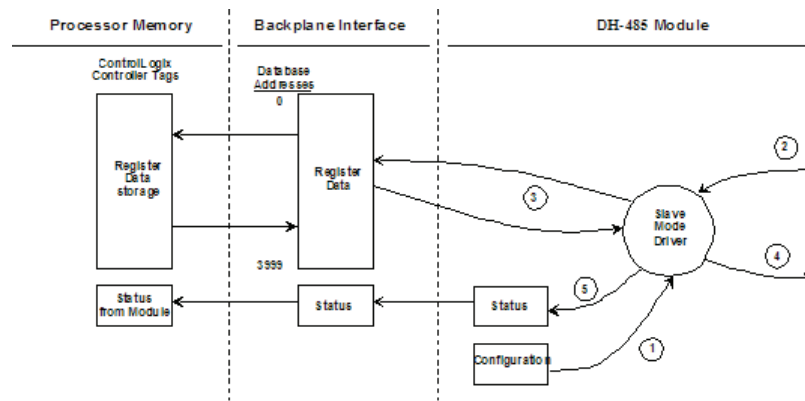 Processor Memory
Backplane Interface
DH-485 Module
ControlLogix
Controller Tags
Database
Addresses
0
Register
Data
storage
Register
Data
3999
Slave
Mode
Driver
2
3
4
5
1
Status
from Module
Status
Status
Configuration